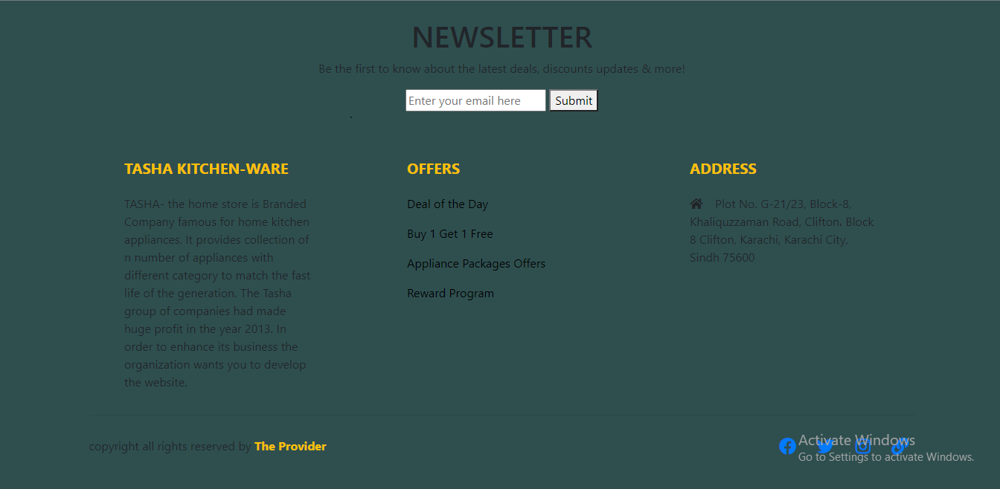 NEWSLETTER
Be the first to know about the latest deals, discounts updates & more!
Enter your email here Submit
.
TASHA KITCHEN-WARE
TASHA- the home store is Branded
Company famous for home kitchen
appliances. It provides collection of
n number of appliances with
different category to match the fast
life of the generation. The Tasha
group of companies had made
huge profit in the year 2013. In
order to enhance its business the
organization wants you to develop
the website.
OFFERS
Deal of the Day
Buy 1 Get 1 Free
Appliance Packages Offers
Reward Program
ADDRESS
Plot No. G-21/23, Block-8,
Khaliquzzaman Road, Clifton. Block
8 Clifton, Karachi, Karachi City,
Sindh 75600
copyright all rights reserved by The Provider
Activate Windows
Go to Settings to activate Windows.